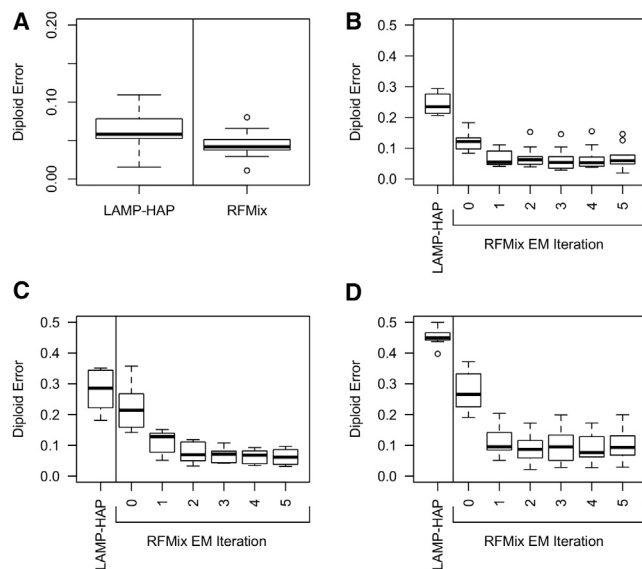 A
Diploid Error
0.20
0.10
0.00
LAMP-HAP
RFMix
B
Diploid Error
0.5
0.4
0.3
0.2
0.1
0.0
LAMP-HAP
0 1 2 3 4 5
RFMix EM Iteration
C
Diploid Error
0.5
0.4
0.3
0.2
0.1
0.0
LAMP-HAP
0 1 2 3 4 5
RFMix EM Iteration
D
Diploid Error
0.5
0.4
0.3
0.2
0.1
0.0
LAMP-HAP
0 1 2 3 4 5
RFMix EM Iteration